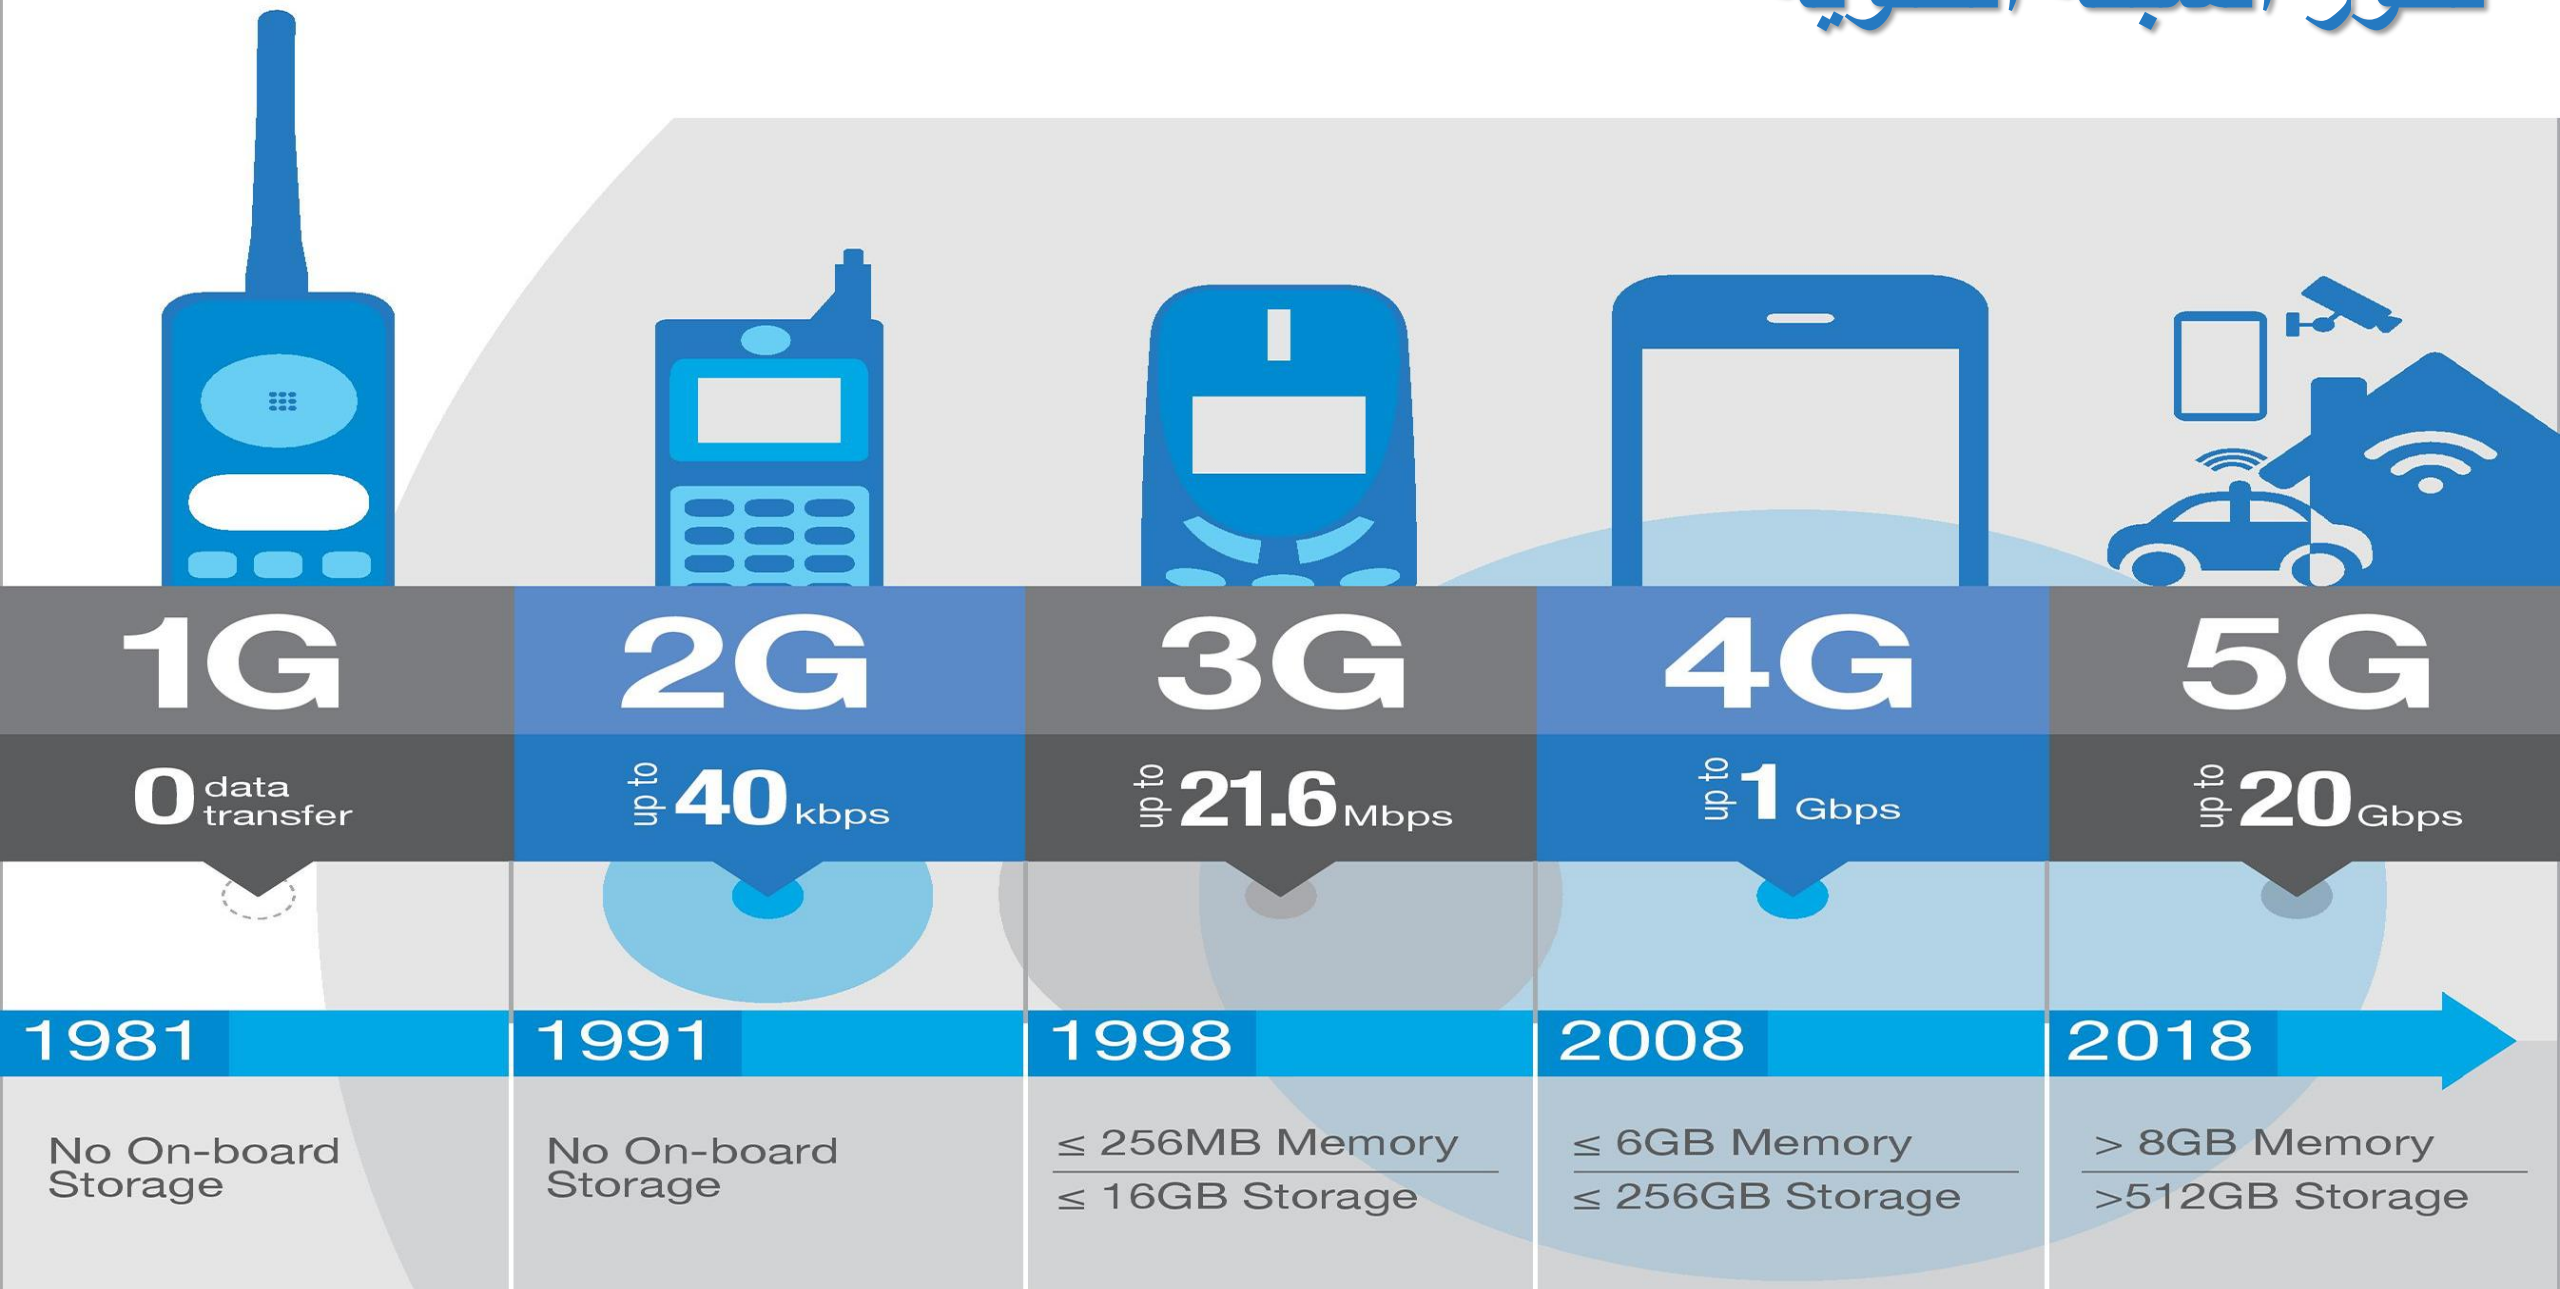 1G
2G
3G
4G
5G
0 data transfer
up to 40 kbps
up to 21.6 Mbps
up to 1 Gbps
up to 20 Gbps
1981
1991
1998
2008
2018
No On-board
Storage
No On-board
Storage
≤ 256MB Memory
≤ 16GB Storage
≤ 6GB Memory
≤ 256GB Storage
> 8GB Memory
>512GB Storage